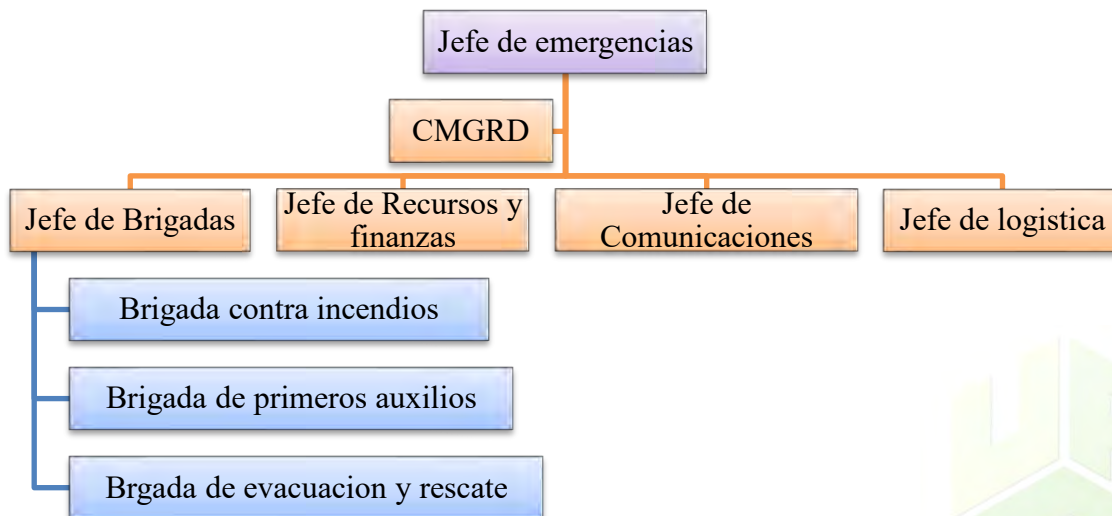 Jefe de emergencias
CMGRD
Jefe de Brigadas
Jefe de Recursos y
finanzas
Jefe de
Comunicaciones
Jefe de logistica
Brigada contra incendios
Brigada de primeros auxilios
Brgada de evacuacion y rescate